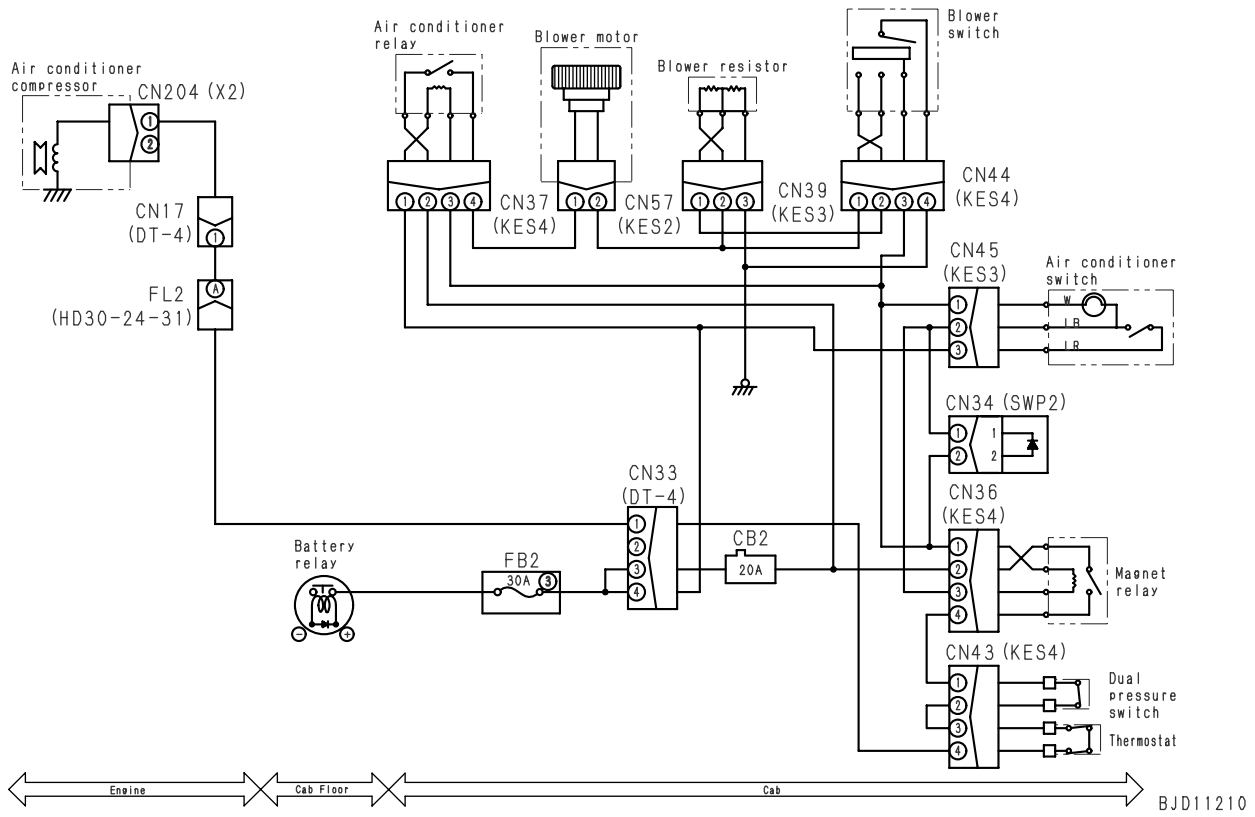 Air conditioner
compressor
CN204 (X2)
1
2
CN17
(DT-4)
1
FL2
(HD30-24-31)
A
Air conditioner
relay
Blower motor
Blower resistor
Blower
switch
1 2 3 4
CN37
(KES4)
1 2
CN57
(KES2)
1 2 3
CN39
(KES3)
1 2 3 4
CN44
(KES4)
CN45
(KES3)
1
2
3
Air conditioner
switch
W
LR
CN34 (SWP2)
1 1
2 2
CN33
(DT-4)
1
2
3
4
CB2
20A
Battery
relay
- +
FB2
30A 3
CN36
(KES4)
1
2
3
4
Magnet
relay
CN43 (KES4)
1
2
3
4
Dual
pressure
switch
Thermostat
Engine
Cab Floor
Cab
BJD11210